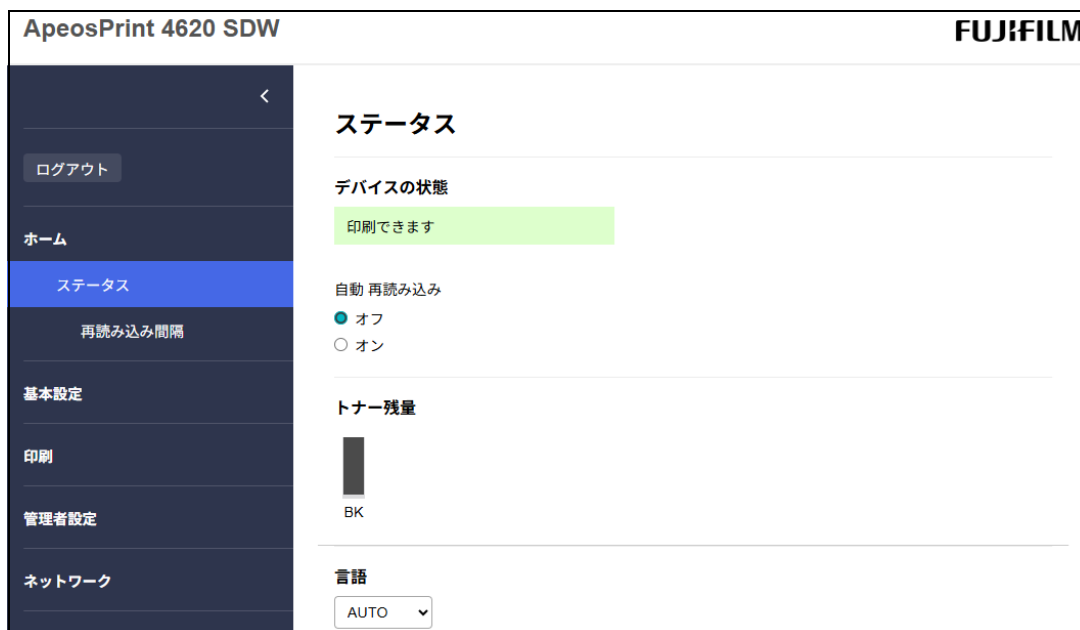 ApeosPrint 4620 SDW
FUJIFILM
ログアウト
ホーム
ステータス
再読み込み間隔
基本設定
印刷
管理者設定
ネットワーク
ステータス
デバイスの状態
印刷できます
自動 再読み込み
オフ
オン
トナー残量
BK
言語
AUTO